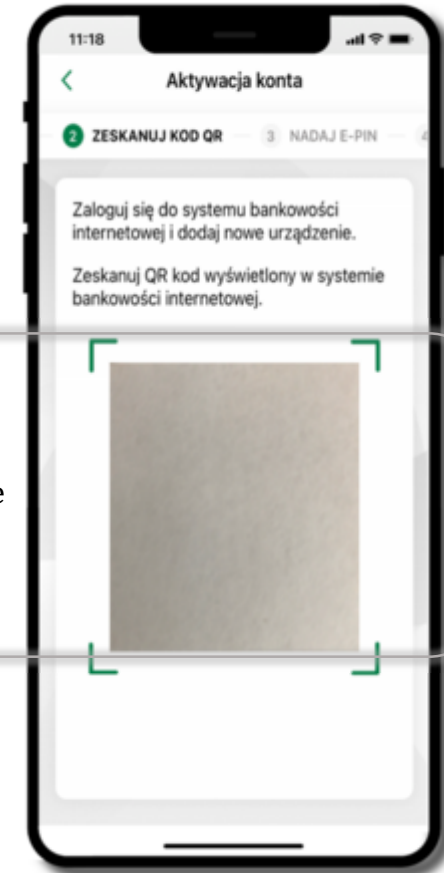 11:18
Aktywacja konta
2 ZESKANUJ KOD QR 3 NADAJ E-PIN 4
Zaloguj się do systemu bankowości
internetowej i dodaj nowe urządzenie.
Zeskanuj QR kod wyświetlony w systemie
bankowości internetowej.
e